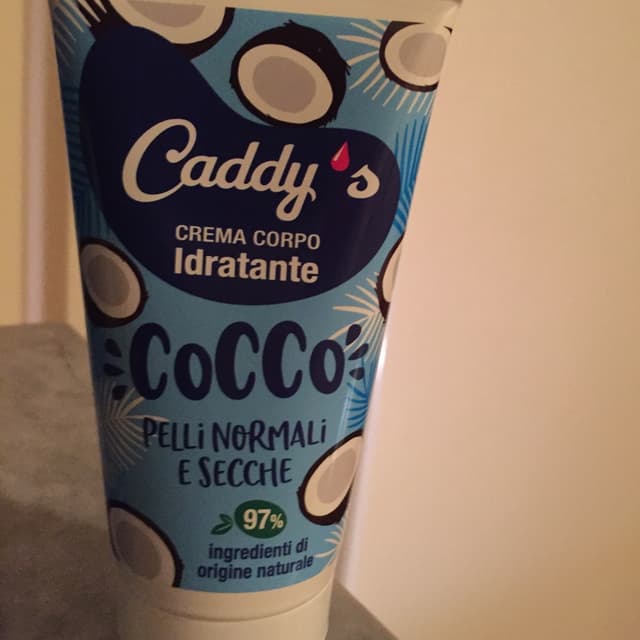 Caddy's
CREMA CORPO
Idratante
COCCO
PELLI NORMALI
E SECCHE
97%
ingredienti di
origine naturale